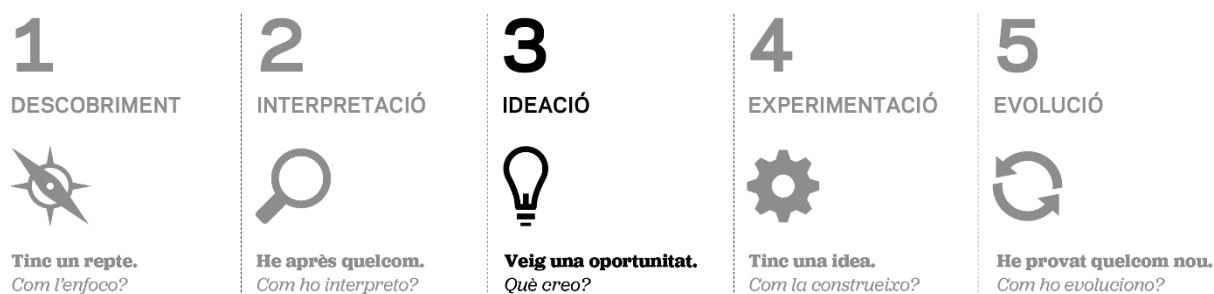 1
DESCOBRIMENT
Tinc un repte.
Com l'enfoco?
2
INTERPRETACIÓ
He après quelcom.
Com ho interpreto?
3
IDEACIÓ
Veig una oportunitat.
Què creo?
4
EXPERIMENTACIÓ
Tinc una idea.
Com la construeixo?
5
EVOLUCIÓ
He provat quelcom nou.
Com ho evoluciono?